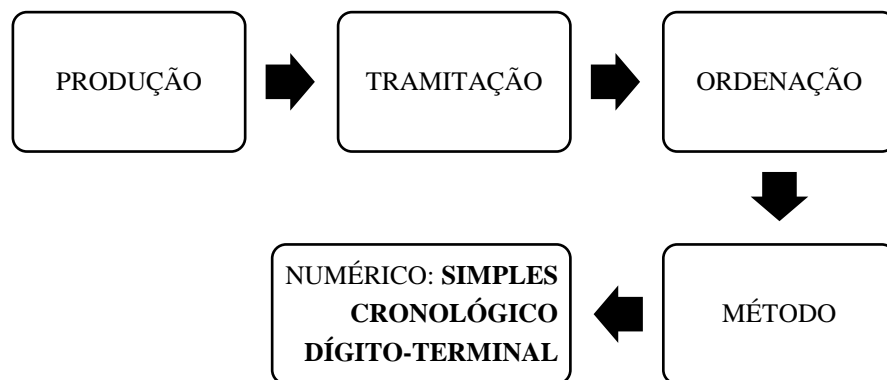 PRODUÇÃO
TRAMITAÇÃO
ORDENAÇÃO
MÉTODO
NUMÉRICO: SIMPLES
CRONOLÓGICO
DÍGITO-TERMINAL